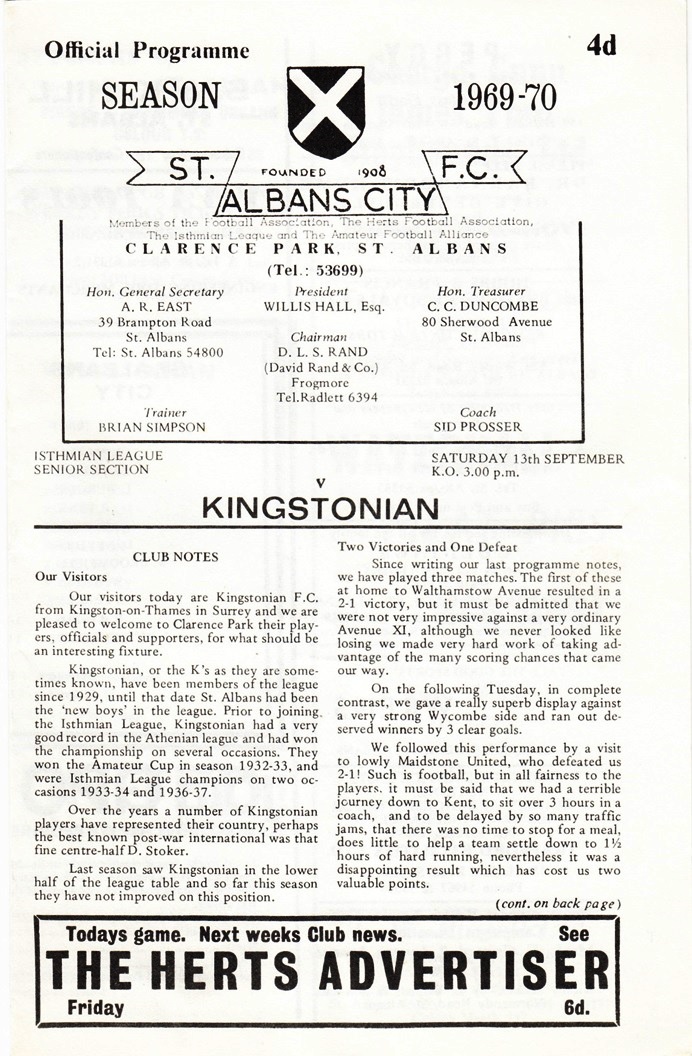 Official Programme
4d
SEASON
1969-70
ST.
FOUNDED 1908
F.C.
ALBANS CITY
Members of the Football Association, The Herts Football Association,
The Isthmian League and The Amateur Football Alliance
CLARENCE PARK, ST. ALBANS
(Tel.: 53699)
Hon. General Secretary
A. R. EAST
39 Brampton Road
St. Albans
Tel: St. Albans 54800
President
WILLIS HALL, Esq.
Chairman
D. L. S. RAND
(David Rand & Co.)
Frogmore
Tel.Radlett 6394
Hon. Treasurer
C. C. DUNCOMBE
80 Sherwood Avenue
St. Albans
Trainer
BRIAN SIMPSON
Coach
SID PROSSER
ISTHMIAN LEAGUE
SENIOR SECTION
SATURDAY 13th SEPTEMBER
K.O. 3.00 p.m.
v
KINGSTONIAN
CLUB NOTES
Our Visitors
Our visitors today are Kingstonian F.C.
from Kingston-on-Thames in Surrey and we are
pleased to welcome to Clarence Park their play-
ers, officials and supporters, for what should be
an interesting fixture.
Kingstonian, or the K's as they are some-
times known, have been members of the league
since 1929, until that date St. Albans had been
the 'new boys' in the league. Prior to joining
the Isthmian League, Kingstonian had a very
good record in the Athenian league and had won
the championship on several occasions. They
won the Amateur Cup in season 1932-33, and
were Isthmian League champions on two oc-
casions 1933-34 and 1936-37.
Over the years a number of Kingstonian
players have represented their country, perhaps
the best known post-war international was that
fine centre-half D. Stoker.
Last season saw Kingstonian in the lower
half of the league table and so far this season
they have not improved on this position.
Two Victories and One Defeat
Since writing our last programme notes,
we have played three matches. The first of these
at home to Walthamstow Avenue resulted in a
2-1 victory, but it must be admitted that we
were not very impressive against a very ordinary
Avenue XI, although we never looked like
losing we made very hard work of taking ad-
vantage of the many scoring chances that came
our way.
On the following Tuesday, in complete
contrast, we gave a really superb display against
a very strong Wycombe side and ran out de-
served winners by 3 clear goals.
We followed this performance by a visit
to lowly Maidstone United, who defeated us
2-1! Such is football, but in all fairness to the
players, it must be said that we had a terrible
journey down to Kent, to sit over 3 hours in a
coach, and to be delayed by so many traffic
jams, that there was no time to stop for a meal,
does little to help a team settle down to 1½
hours of hard running, nevertheless it was a
disappointing result which has cost us two
valuable points.
(cont. on back page)
Todays game. Next weeks Club news. See
THE HERTS ADVERTISER
Friday 6d.